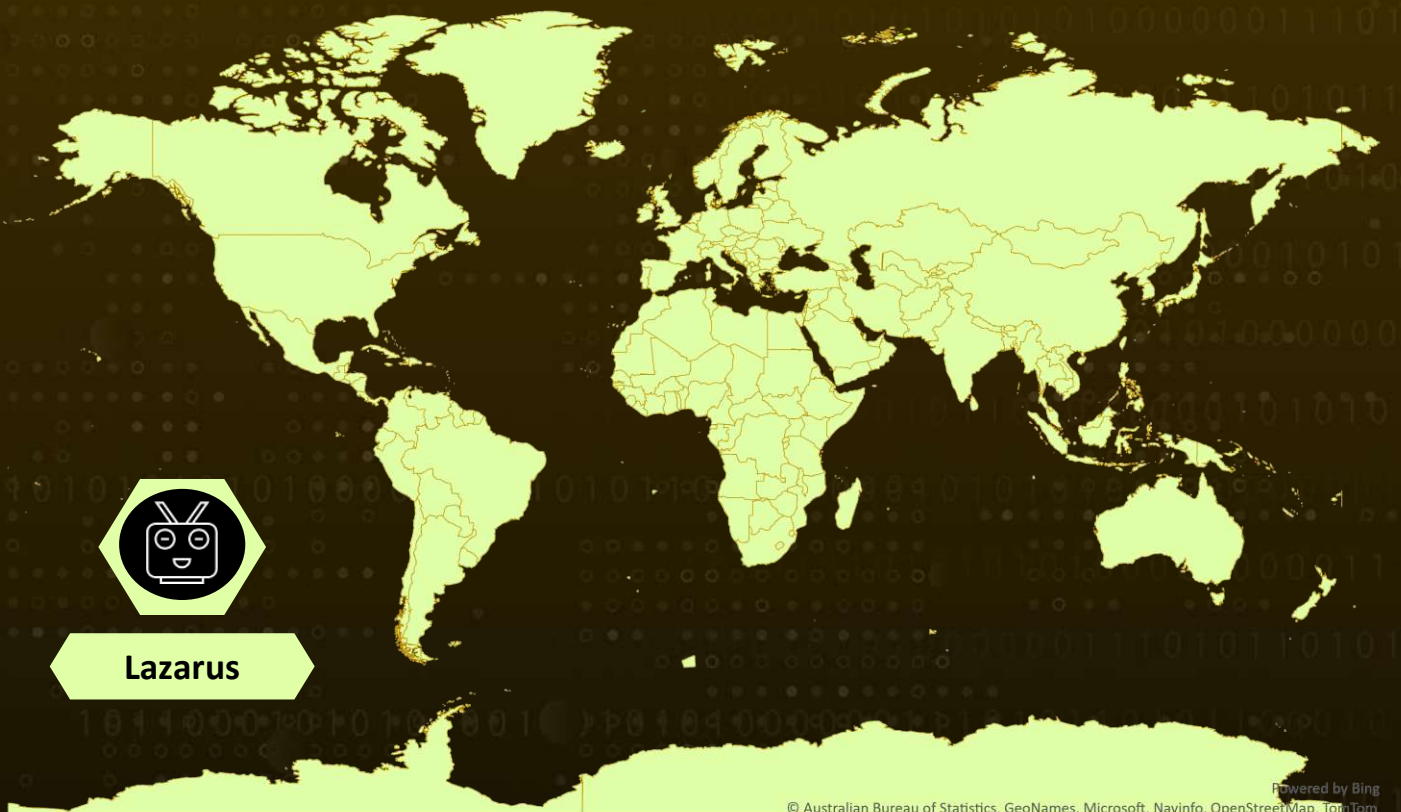 Lazarus
Powered by Bing
© Australian Bureau of Statistics, GeoNames, Microsoft, Navinfo, OpenStreetMap, TomTom